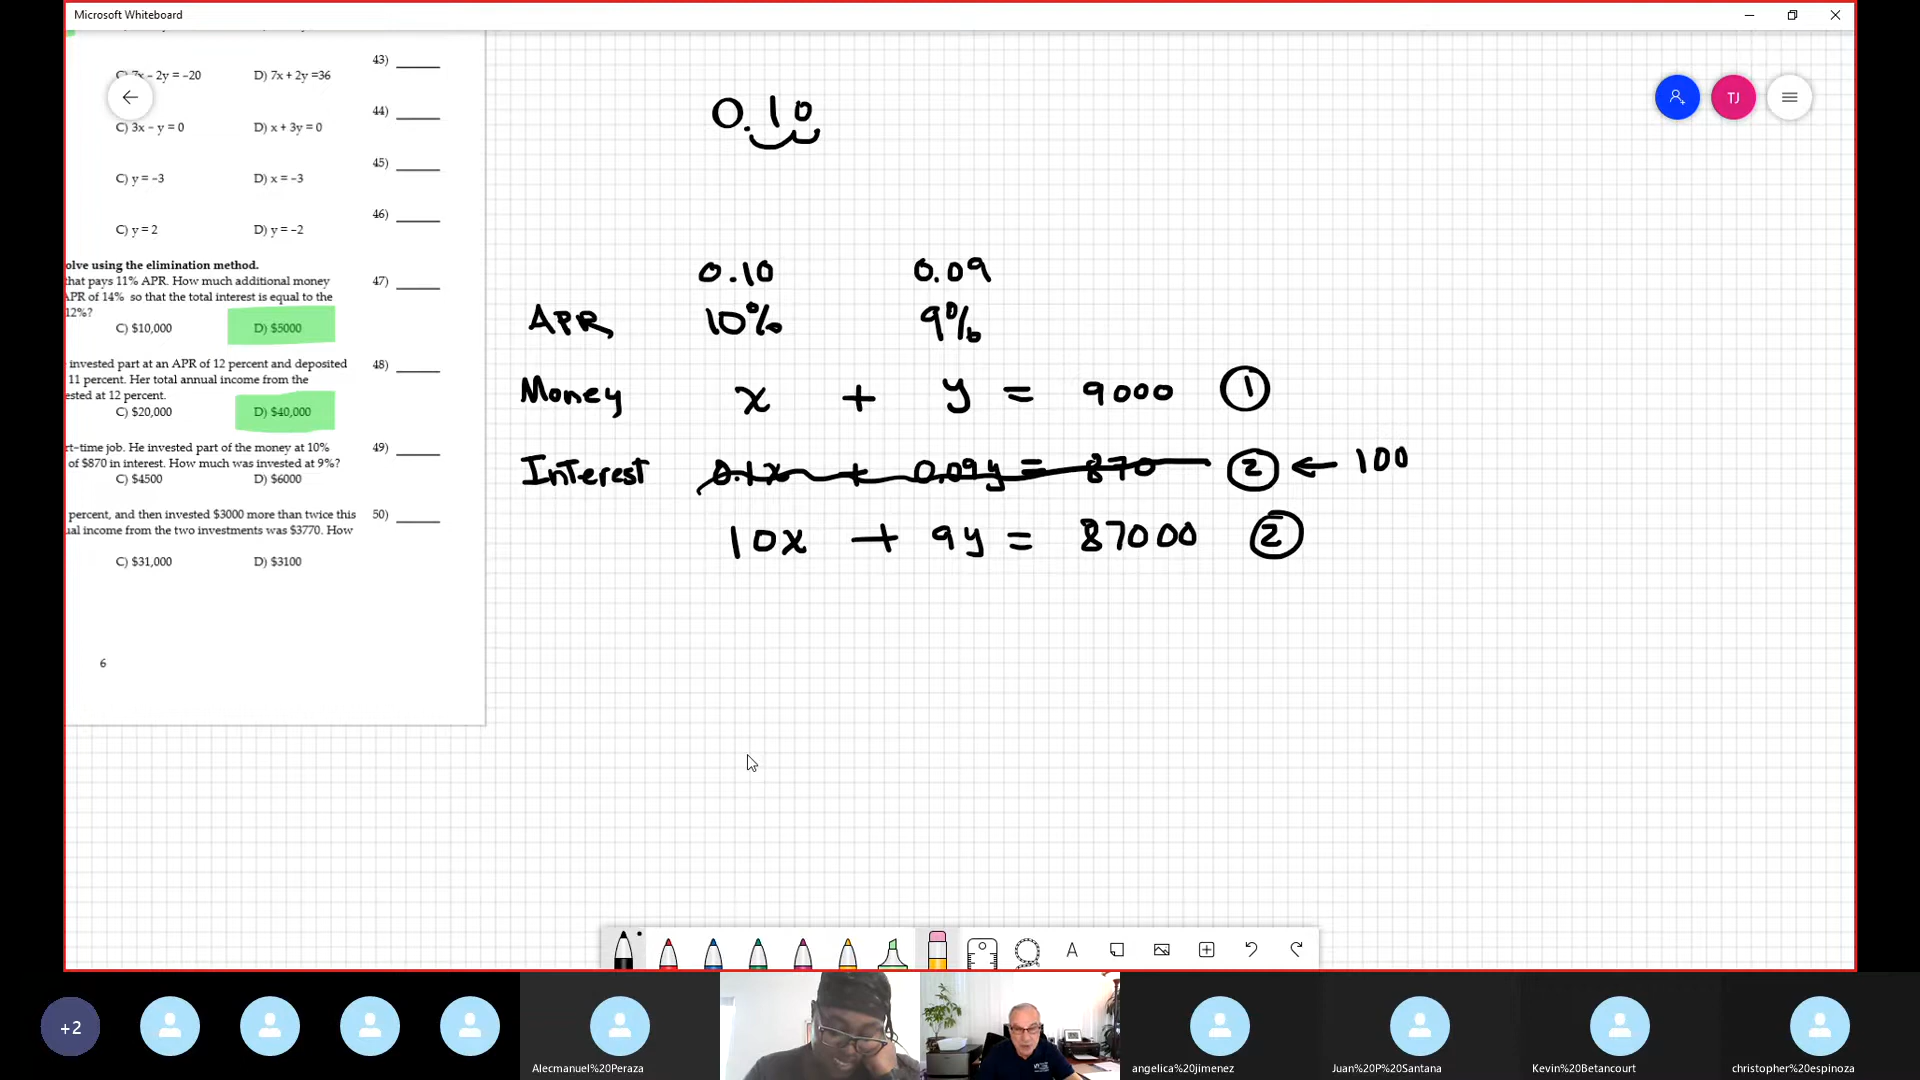 Microsoft Whiteboard
43)
7x – 2y = –20 D) 7x + 2y =36
44)
C) 3x – y = 0 D) x + 3y = 0
45)
C) y = –3 D) x = –3
46)
C) y = 2 D) y = –2
olve using the elimination method.
that pays 11% APR. How much additional money 47)
APR of 14% so that the total interest is equal to the
12%?
C) $10,000 D) $5000
invested part at an APR of 12 percent and deposited 48)
11 percent. Her total annual income from the
ested at 12 percent.
C) $20,000 D) $40,000
rt–time job. He invested part of the money at 10% 49)
of $870 in interest. How much was invested at 9%?
C) $4500 D) $6000
percent, and then invested $3000 more than twice this 50)
ual income from the two investments was $3770. How
C) $31,000 D) $3100
6
0.10
0.10 0.09
APR 10% 9%
Money x + y = 9000 1
Interest 0.1x + 0.09y = 870 2 ← 100
10x + 9y = 87000 2
TJ
A
+2
Alecmanuel%20Peraza
angelica%20jimenez
Juan%20P%20Santana
Kevin%20Betancourt
christopher%20espinoza